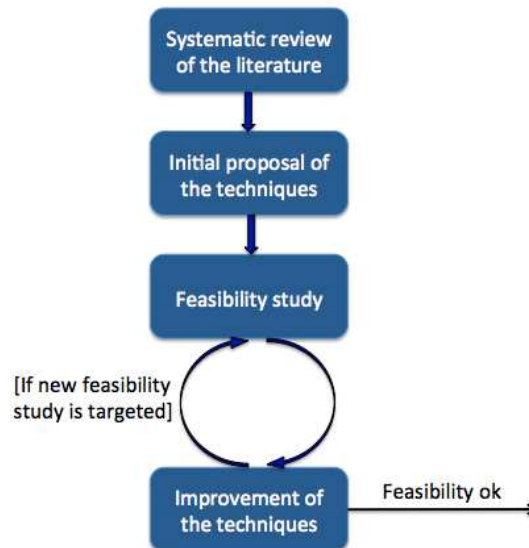 Systematic review
of the literature
Initial proposal of
the techniques
Feasibility study
[If new feasibility
study is targeted]
Improvement of
the techniques
Feasibility ok